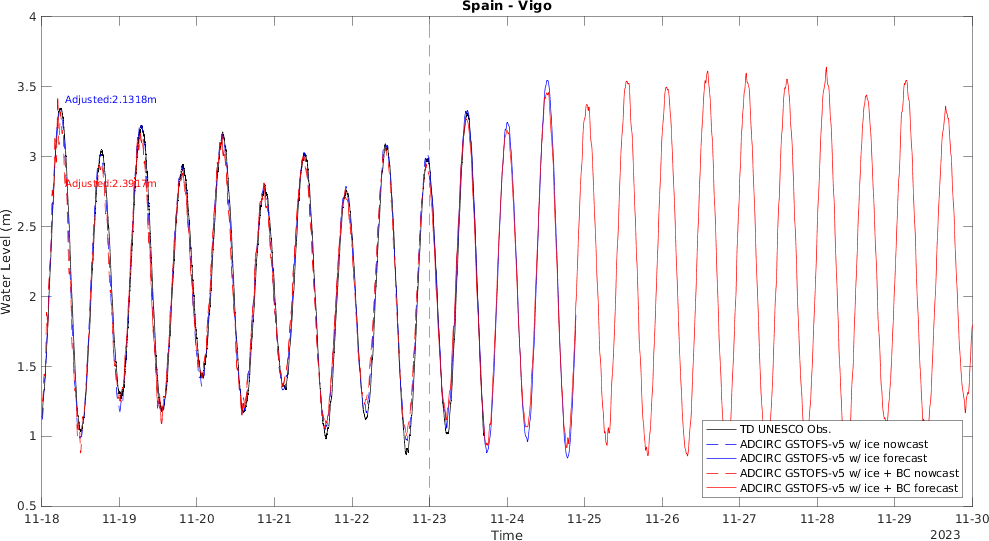 Spain - Vigo
4
3.5
3
2.5
2
1.5
1
0.5
Water Level (m)
Adjusted:2.1318m
Adjusted:2.3917m
TD UNESCO Obs.
ADCIRC GSTOFS-v5 w/ ice nowcast
ADCIRC GSTOFS-v5 w/ ice forecast
ADCIRC GSTOFS-v5 w/ ice + BC nowcast
ADCIRC GSTOFS-v5 w/ ice + BC forecast
11-18 11-19 11-20 11-21 11-22 11-23 11-24 11-25 11-26 11-27 11-28 11-29 11-30
Time
2023